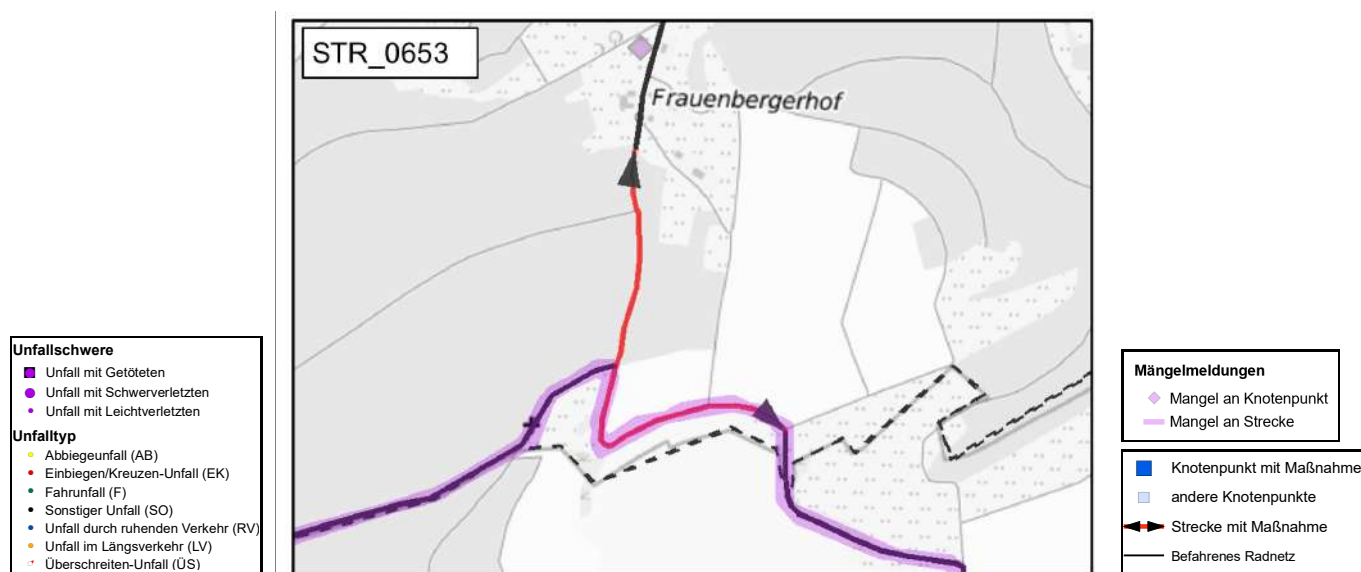 STR_0653
Frauenbergerhof
Unfallschwere
Unfall mit Getöteten
Unfall mit Schwerverletzten
Unfall mit Leichtverletzten
Unfalltyp
Abbiegeunfall (AB)
Einbiegen/Kreuzen-Unfall (EK)
Fahrunfall (F)
Sonstiger Unfall (SO)
Unfall durch ruhenden Verkehr (RV)
Unfall im Längsverkehr (LV)
Überschreiten-Unfall (ÜS)
Mängelmeldungen
Mangel an Knotenpunkt
Mangel an Strecke
Knotenpunkt mit Maßnahme
andere Knotenpunkte
Strecke mit Maßnahme
Befahrenes Radnetz